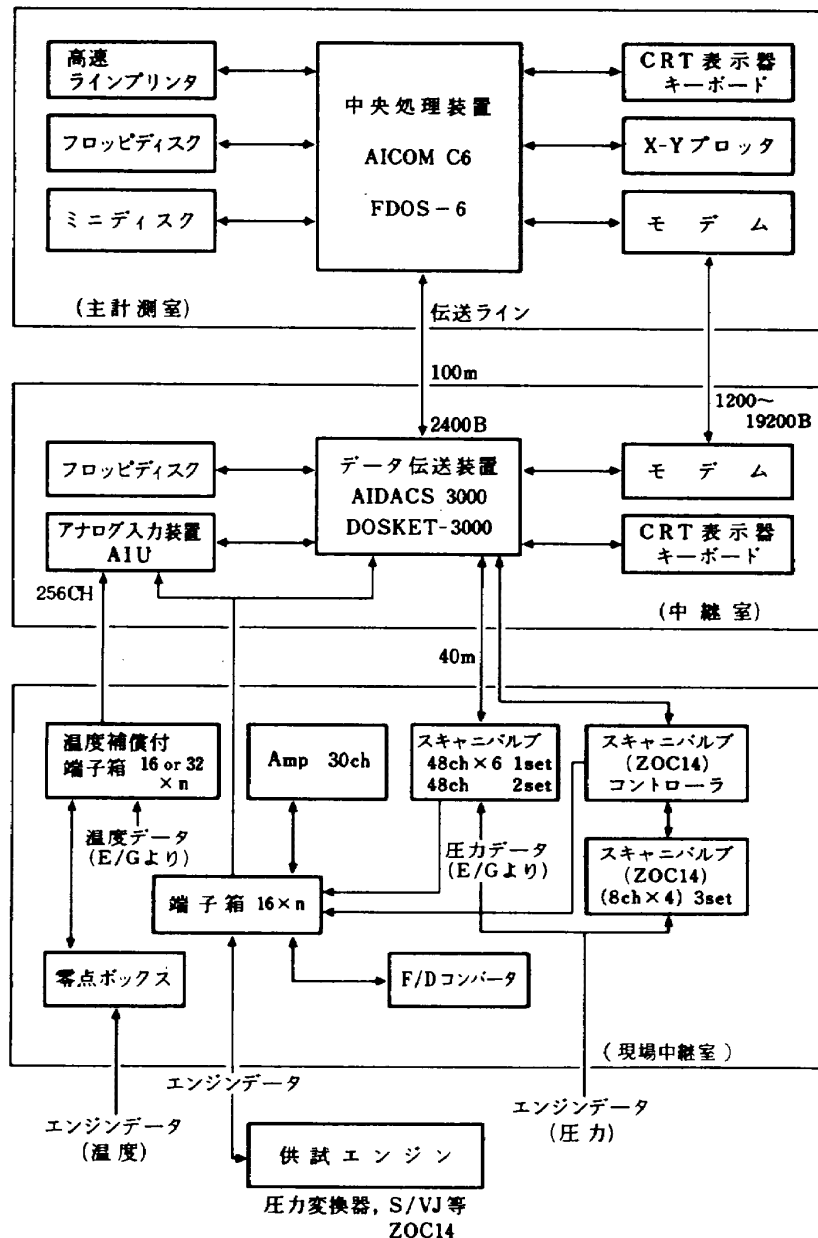 高速
ラインプリンタ
フロッピディスク
ミニディスク
中央処理装置
AICOM C6
FDOS-6
CRT表示器
キーボード
X-Yプロッタ
モデム
(主計測室)
伝送ライン
100m
2400B
1200～
19200B
フロッピディスク
アナログ入力装置
AIU
データ伝送装置
AIDACS 3000
DOSKET-3000
モデム
CRT表示器
キーボード
256CH
(中継室)
40m
温度補償付
端子箱 16 or 32
×n
Amp 30ch
スキャニバルブ
48ch×6 1set
48ch 2set
スキャニバルブ
(ZOC14)
コントローラ
温度データ
(E/Gより)
圧力データ
(E/Gより)
スキャニバルブ
(ZOC14)
(8ch×4) 3set
端子箱 16×n
零点ボックス
F/Dコンバータ
(現場中継室)
エンジンデータ
エンジンデータ
(温度)
エンジンデータ
(圧力)
供試エンジン
圧力変換器, S/VJ等
ZOC14